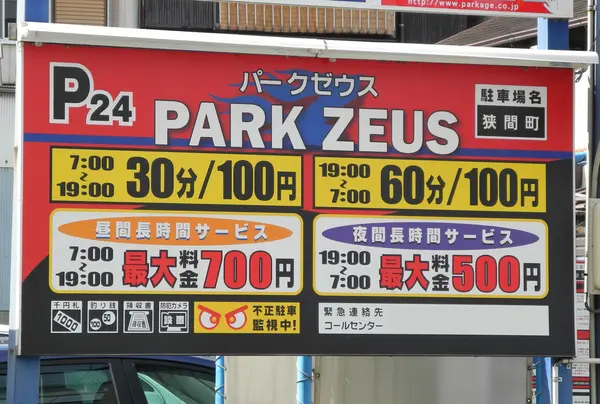 http://www.parkage.co.jp
P24
パークゼウス
PARK ZEUS
駐車場名
狭間町
7:00
~
19:00
30分/100円
19:00
~
7:00
60分/100円
昼間長時間サービス
7:00
~
19:00
最大料金700円
夜間長時間サービス
19:00
~
7:00
最大料金500円
千円札
1000
釣り銭
100
50
領収書
防犯カメラ
録画
不正駐車
監視中!
緊急連絡先
コールセンター